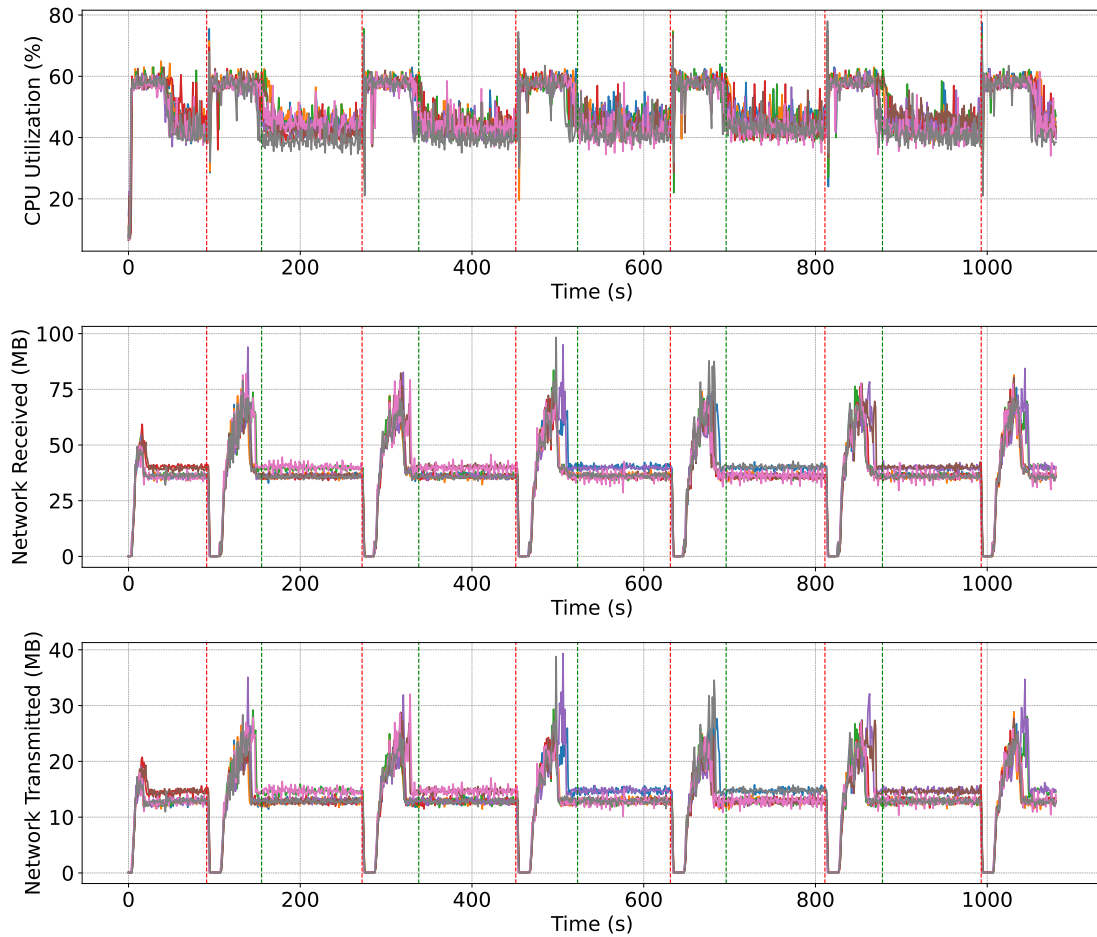 CPU Utilization (%)
80
60
40
20
0 200 400 600 800 1000
Time (s)
Network Received (MB)
100
75
50
25
0
0 200 400 600 800 1000
Time (s)
Network Transmitted (MB)
40
30
20
10
0
0 200 400 600 800 1000
Time (s)